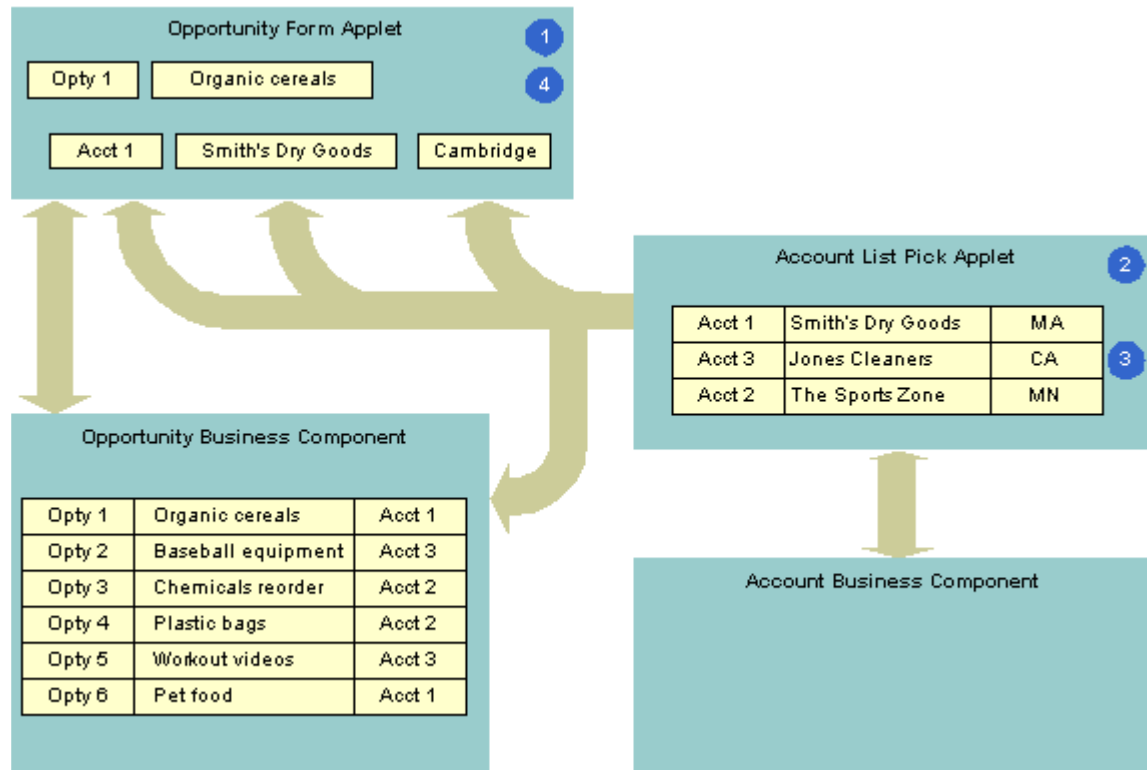 Opportunity Form Applet
1
Opty 1 Organic cereals
4
Acct 1 Smith's Dry Goods Cambridge
Account List Pick Applet
2
Acct 1 Smith's Dry Goods MA
Acct 3 Jones Cleaners CA
3
Acct 2 The Sports Zone MN
Opportunity Business Component
Opty 1 Organic cereals Acct 1
Opty 2 Baseball equipment Acct 3
Opty 3 Chemicals reorder Acct 2
Opty 4 Plastic bags Acct 2
Opty 5 Workout videos Acct 3
Opty 6 Pet food Acct 1
Account Business Component